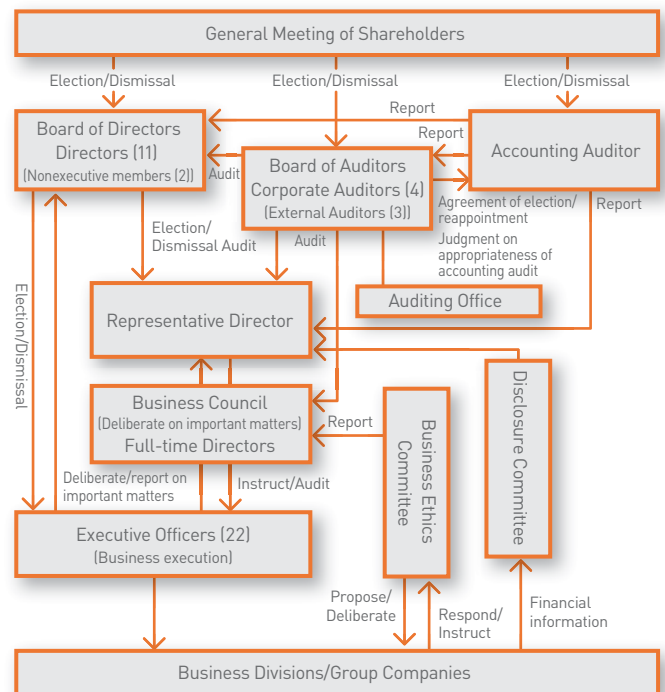 General Meeting of Shareholders
Election/Dismissal
Election/Dismissal
Election/Dismissal
Board of Directors
Directors (11)
(Nonexecutive members (2))
Report
Report
Audit
Board of Auditors
Corporate Auditors (4)
(External Auditors (3))
Accounting Auditor
Agreement of election/
reappointment
Report
Judgment on
appropriateness of
accounting audit
Election/
Dismissal Audit
Audit
Auditing Office
Election/Dismissal
Representative Director
Business Council
(Deliberate on important matters)
Full-time Directors
Report
Business Ethics
Committee
Disclosure Committee
Deliberate/report on
important matters
Instruct/Audit
Executive Officers (22)
(Business execution)
Propose/
Deliberate
Respond/
Instruct
Financial
information
Business Divisions/Group Companies